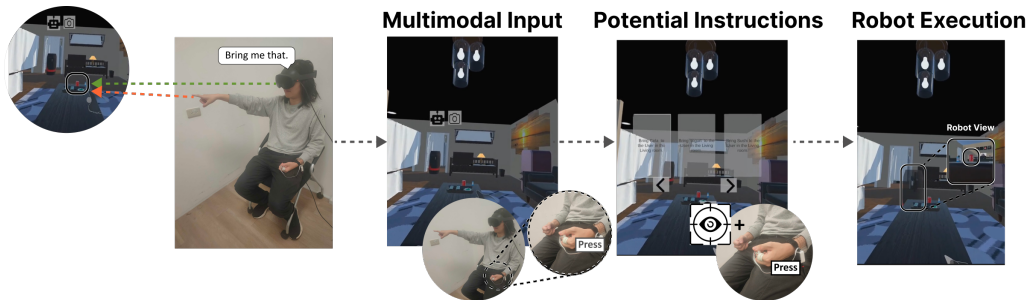 Multimodal Input
Potential Instructions
Robot Execution
Bring me that.
Robot View
Press
+
Press